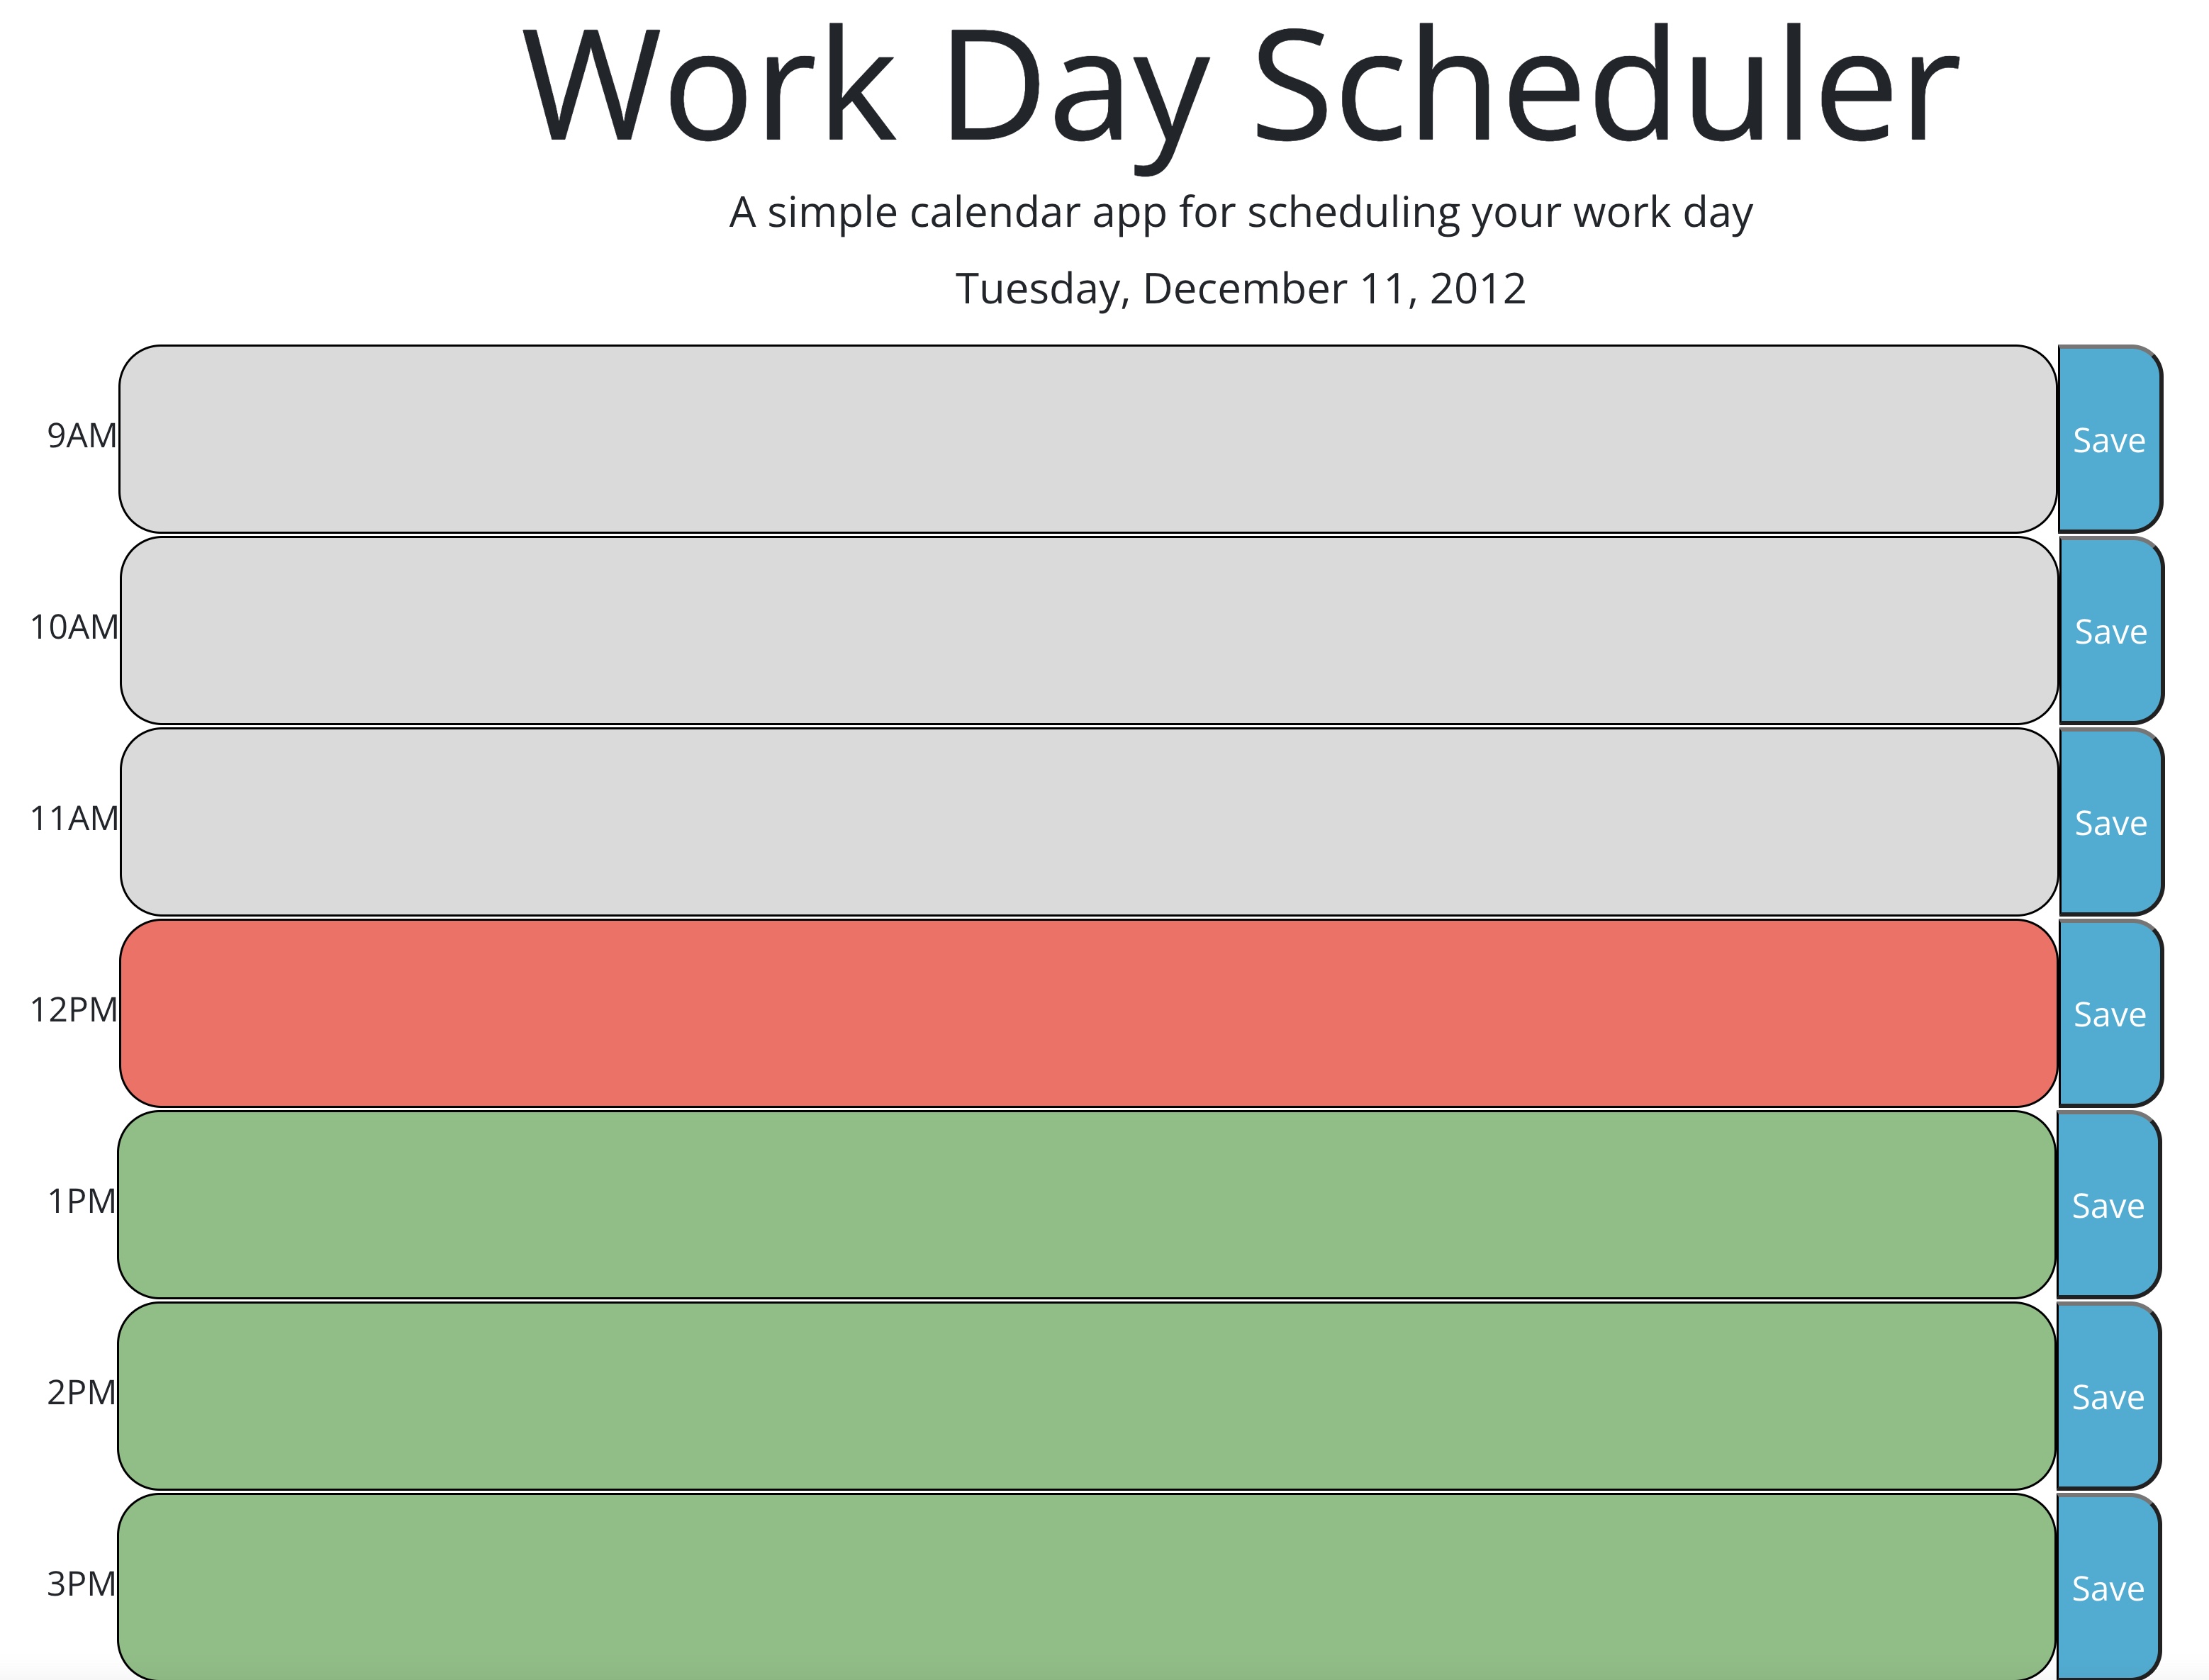 Work Day Scheduler
A simple calendar app for scheduling your work day
Tuesday, December 11, 2012
9AM Save
10AM Save
11AM Save
12PM Save
1PM Save
2PM Save
3PM Save